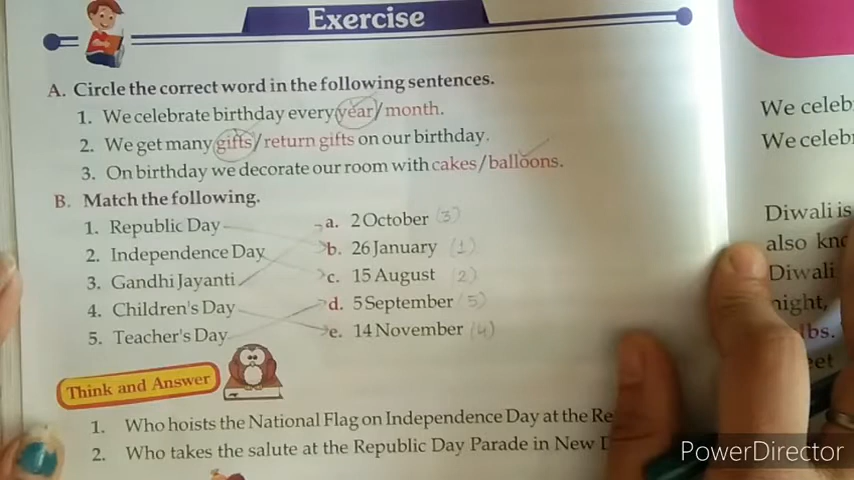 Exercise
A. Circle the correct word in the following sentences.
1. We celebrate birthday every year/month.
2. We get many gifts/return gifts on our birthday.
3. On birthday we decorate our room with cakes/balloons.
B. Match the following.
1. Republic Day a. 2 October (3)
2. Independence Day b. 26 January (1)
3. Gandhi Jayanti c. 15 August (2)
4. Children's Day d. 5 September (5)
5. Teacher's Day e. 14 November (4)
Think and Answer
1. Who hoists the National Flag on Independence Day at the
2. Who takes the salute at the Republic Day Parade in New
We
We
Diwali is
also
Diwali
night,
PowerDirector